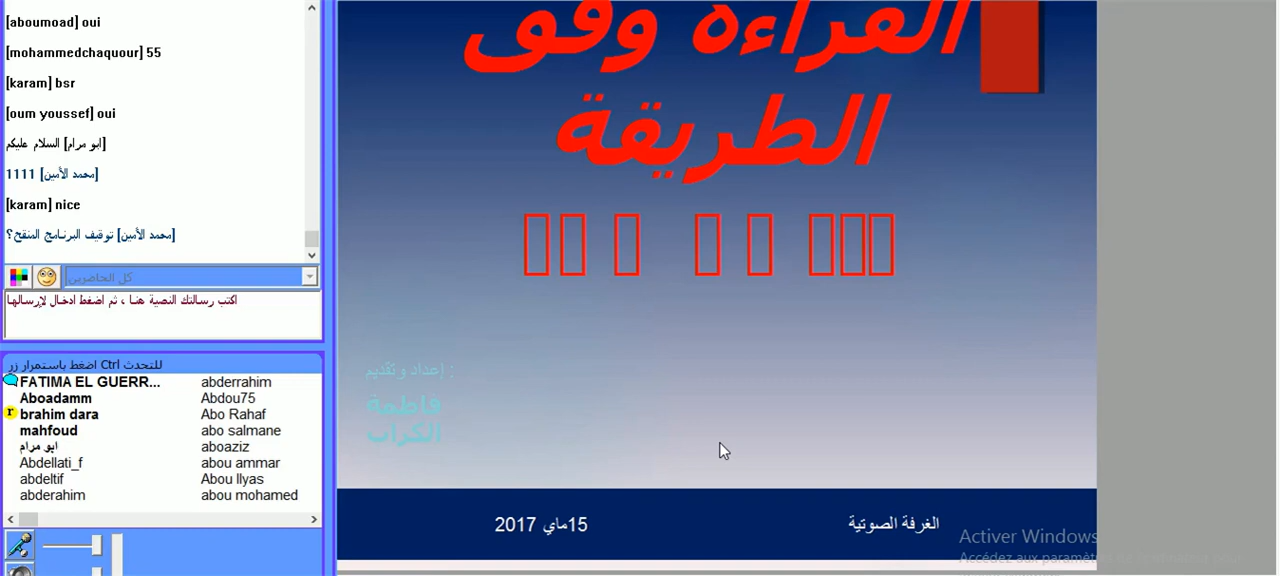 [aboumoad] oui
[mohammedchaquour] 55
[karam] bsr
[oum youssef] oui
[ابو مرام] السلام عليكم
[محمد الأمين] 1111
[karam] nice
[محمد الأمين] توقيف البرنامج المنقح؟
كل الحاضرين
اكتب رسالتك النصية هنا ، ثم اضغط ادخال لإرسالها
للتحدث Ctrl اضغط باستمرار زر
FATIMA EL GUERR... abderrahim
Aboadamm Abdou75
r brahim dara Abo Rahaf
mahfoud abo salmane
ابو مرام aboaziz
Abdellati_f abou ammar
abdeltif Abou Ilyas
abderahim abou mohamed
القراءة وفق
الطريقة
إعداد وتقديم :
فاطمة
الكراب
الغرفة الصوتية
15ماي 2017
Activer Windows
Accédez aux